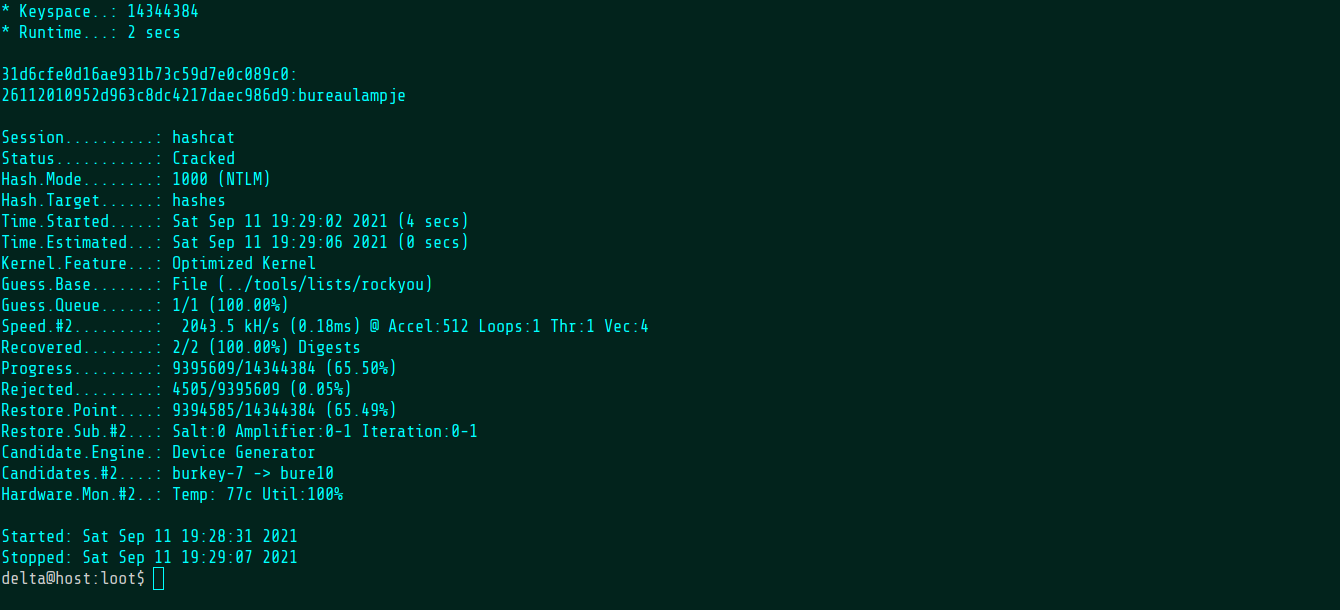 * Keyspace..: 14344384
* Runtime...: 2 secs

31d6cfe0d16ae931b73c59d7e0c089c0:
26112010952d963c8dc4217daec986d9:bureaulampje

Session..........: hashcat
Status...........: Cracked
Hash.Mode........: 1000 (NTLM)
Hash.Target......: hashes
Time.Started.....: Sat Sep 11 19:29:02 2021 (4 secs)
Time.Estimated...: Sat Sep 11 19:29:06 2021 (0 secs)
Kernel.Feature...: Optimized Kernel
Guess.Base.......: File (../tools/lists/rockyou)
Guess.Queue......: 1/1 (100.00%)
Speed.#2.........:  2043.5 kH/s (0.18ms) @ Accel:512 Loops:1 Thr:1 Vec:4
Recovered........: 2/2 (100.00%) Digests
Progress.........: 9395609/14344384 (65.50%)
Rejected.........: 4505/9395609 (0.05%)
Restore.Point....: 9394585/14344384 (65.49%)
Restore.Sub.#2...: Salt:0 Amplifier:0-1 Iteration:0-1
Candidate.Engine.: Device Generator
Candidates.#2....: burkey-7 -> bure10
Hardware.Mon.#2..: Temp: 77c Util:100%

Started: Sat Sep 11 19:28:31 2021
Stopped: Sat Sep 11 19:29:07 2021
delta@host:loot$